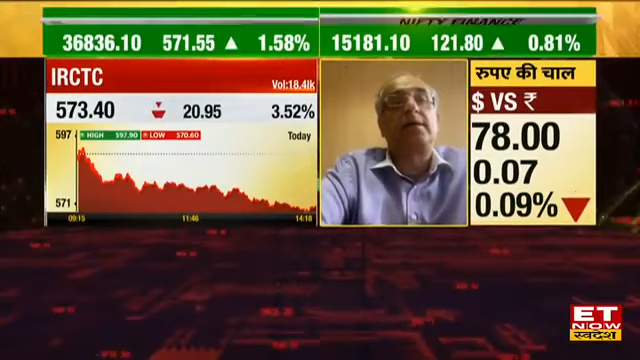 NIFTY FINANCE
36836.10 571.55 ▲ 1.58%
15181.10 121.80 ▲ 0.81%
IRCTC
Vol:18.4lk
573.40 20.95 3.52%
597
HIGH 597.90 LOW 570.60
Today
571
09:15 11:46 14:18
रुपए की चाल
$ VS ₹
78.00
0.07
0.09% ▼
ET
NOW
स्वदेश